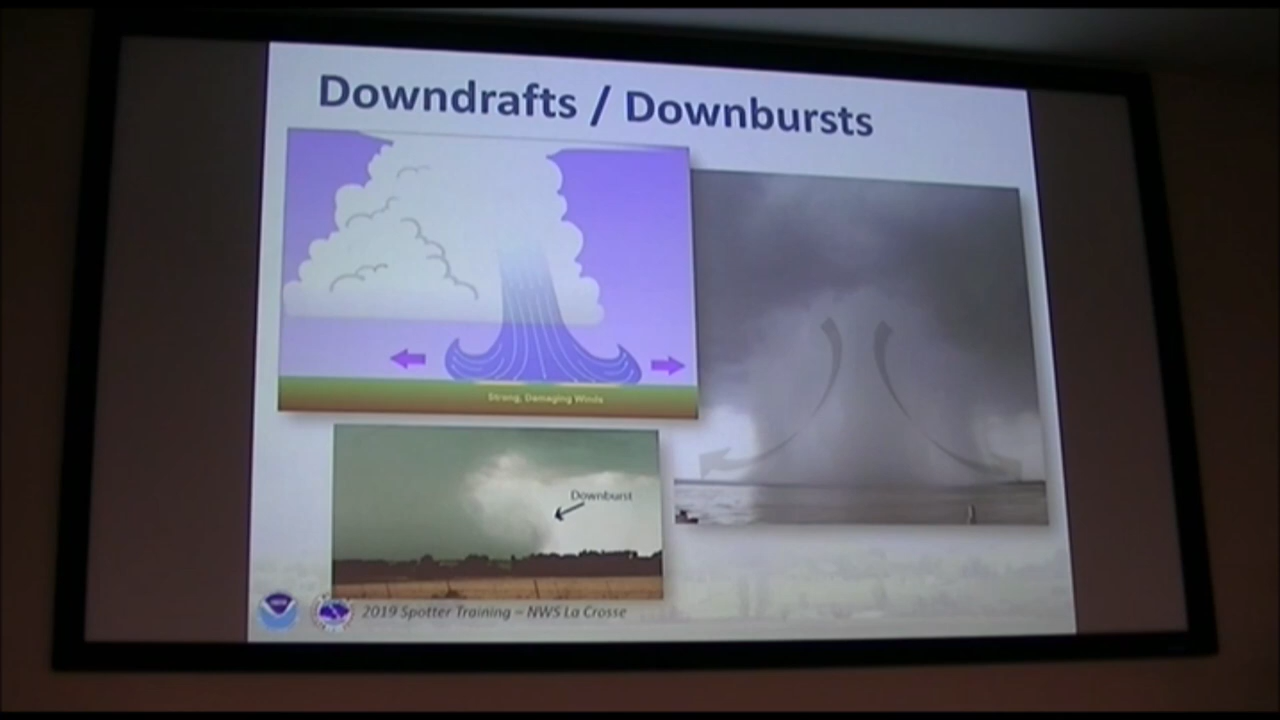 Downdrafts / Downbursts
Strong, Damaging Winds
Downburst
2019 Spotter Training – NWS La Crosse